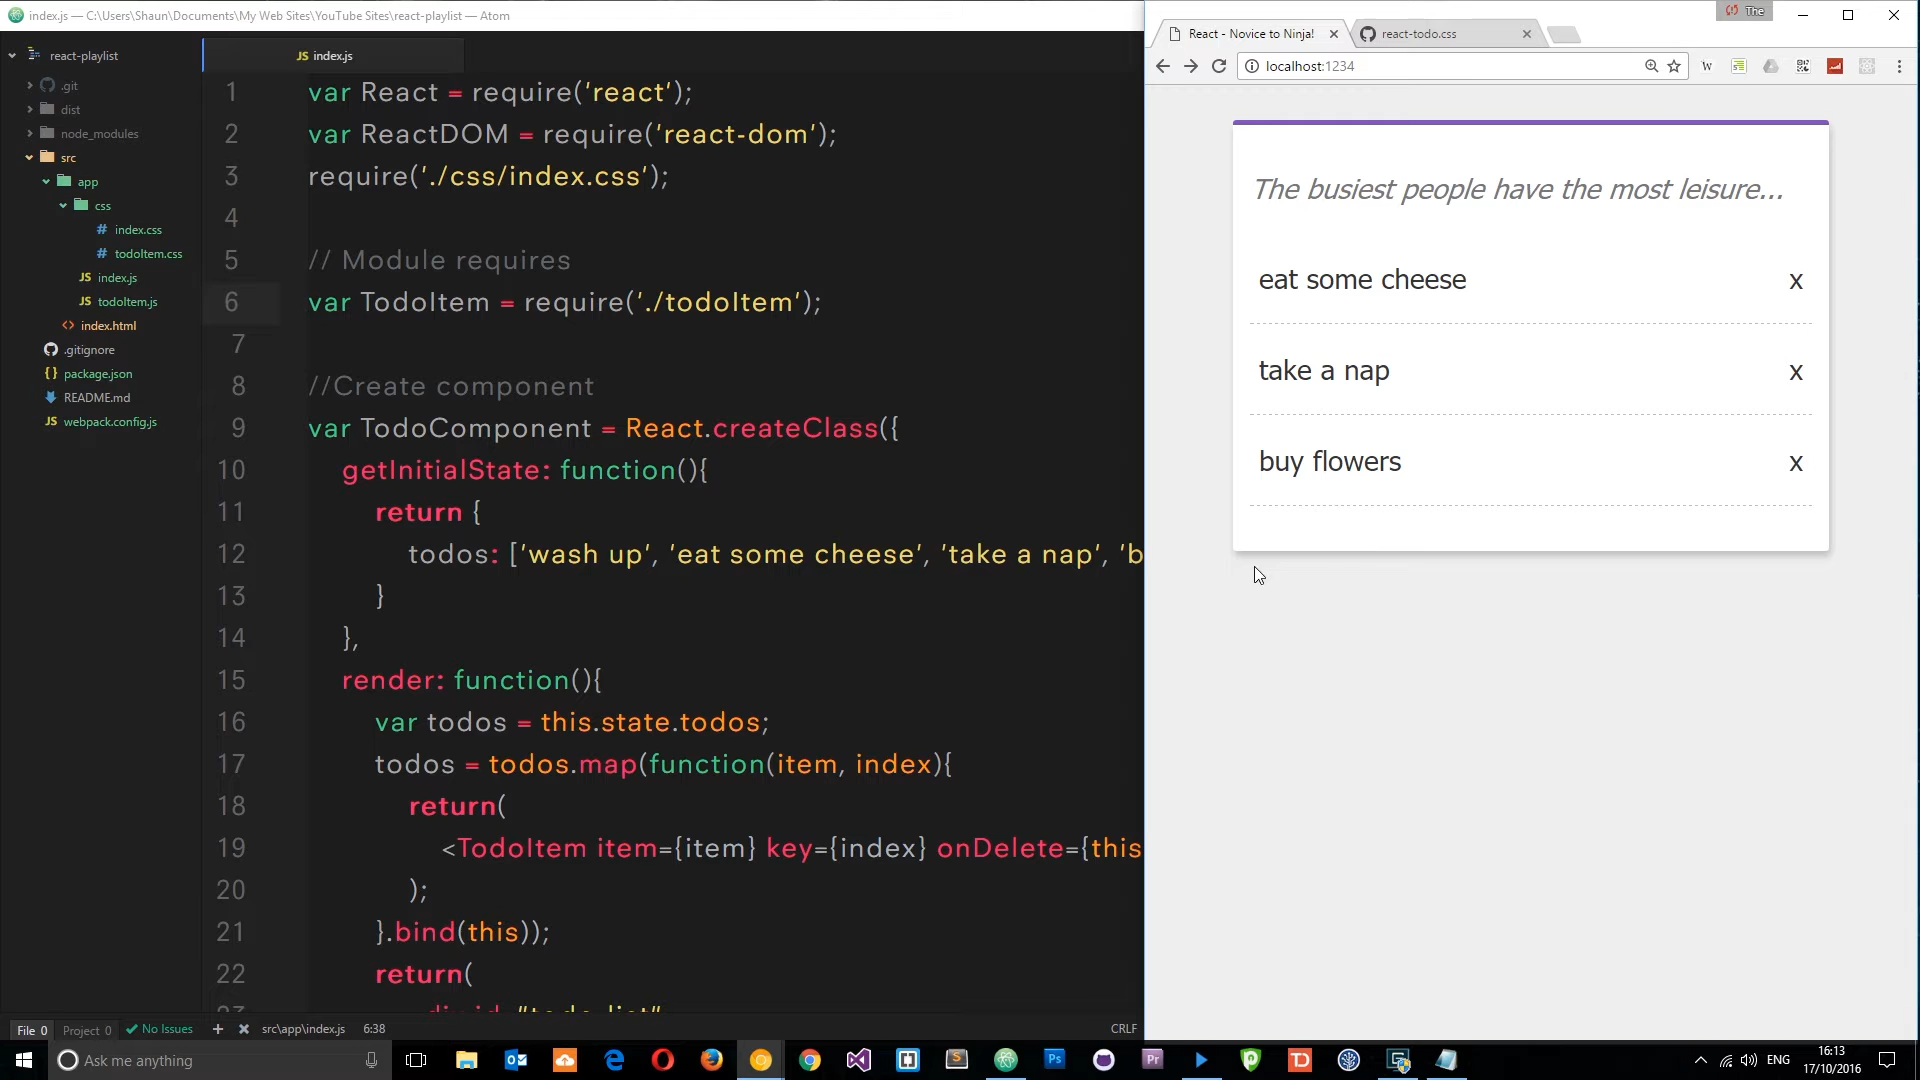 index.js — C:\Users\Shaun\Documents\My Web Sites\YouTube Sites\react-playlist — Atom
react-playlist
.git
dist
node_modules
src
app
css
index.css
todoItem.css
index.js
todoItem.js
index.html
.gitignore
package.json
README.md
webpack.config.js
index.js
1 var React = require('react');
2 var ReactDOM = require('react-dom');
3 require('./css/index.css');
4
5 // Module requires
6 var TodoItem = require('./todoItem');
7
8 //Create component
9 var TodoComponent = React.createClass({
10 getInitialState: function(){
11 return {
12 todos: ['wash up', 'eat some cheese', 'take a nap', 'b
13 }
14 },
15 render: function(){
16 var todos = this.state.todos;
17 todos = todos.map(function(item, index){
18 return(
19 <TodoItem item={item} key={index} onDelete={this
20 );
21 }.bind(this));
22 return(
File 0 Project 0 No Issues src\app\index.js 6:38 CRLF
The
React - Novice to Ninja! react-todo.css
localhost:1234
The busiest people have the most leisure...
eat some cheese x
take a nap x
buy flowers x
Ask me anything
ENG
16:13
17/10/2016